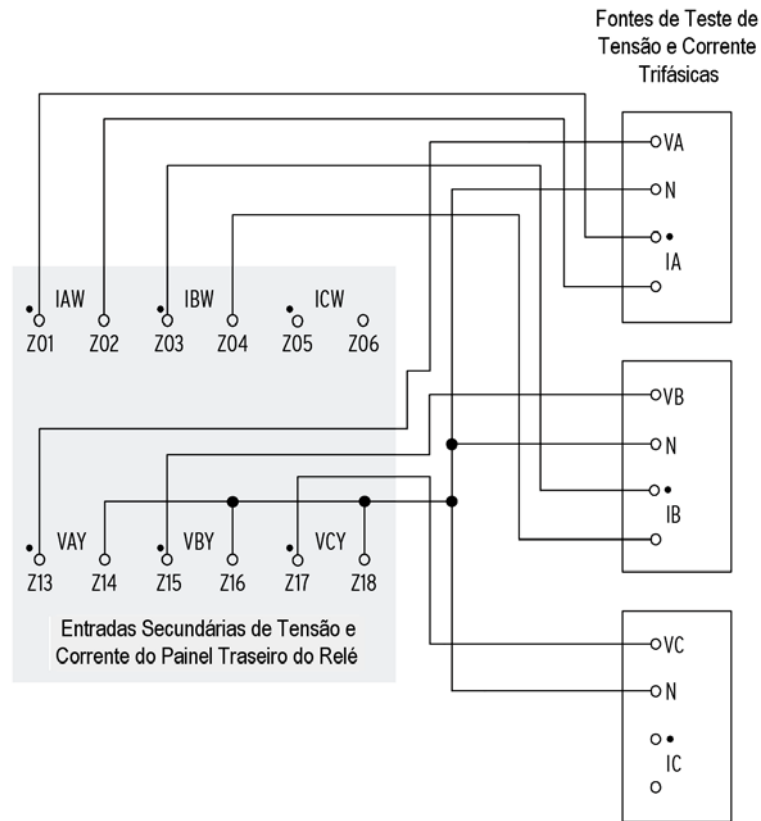 Fontes de Teste de
Tensão e Corrente
Trifásicas
VA
N
IA
IAW IBW ICW
Z01 Z02 Z03 Z04 Z05 Z06
VB
N
IB
VAY VBY VCY
Z13 Z14 Z15 Z16 Z17 Z18
Entradas Secundárias de Tensão e
Corrente do Painel Traseiro do Relé
VC
N
IC